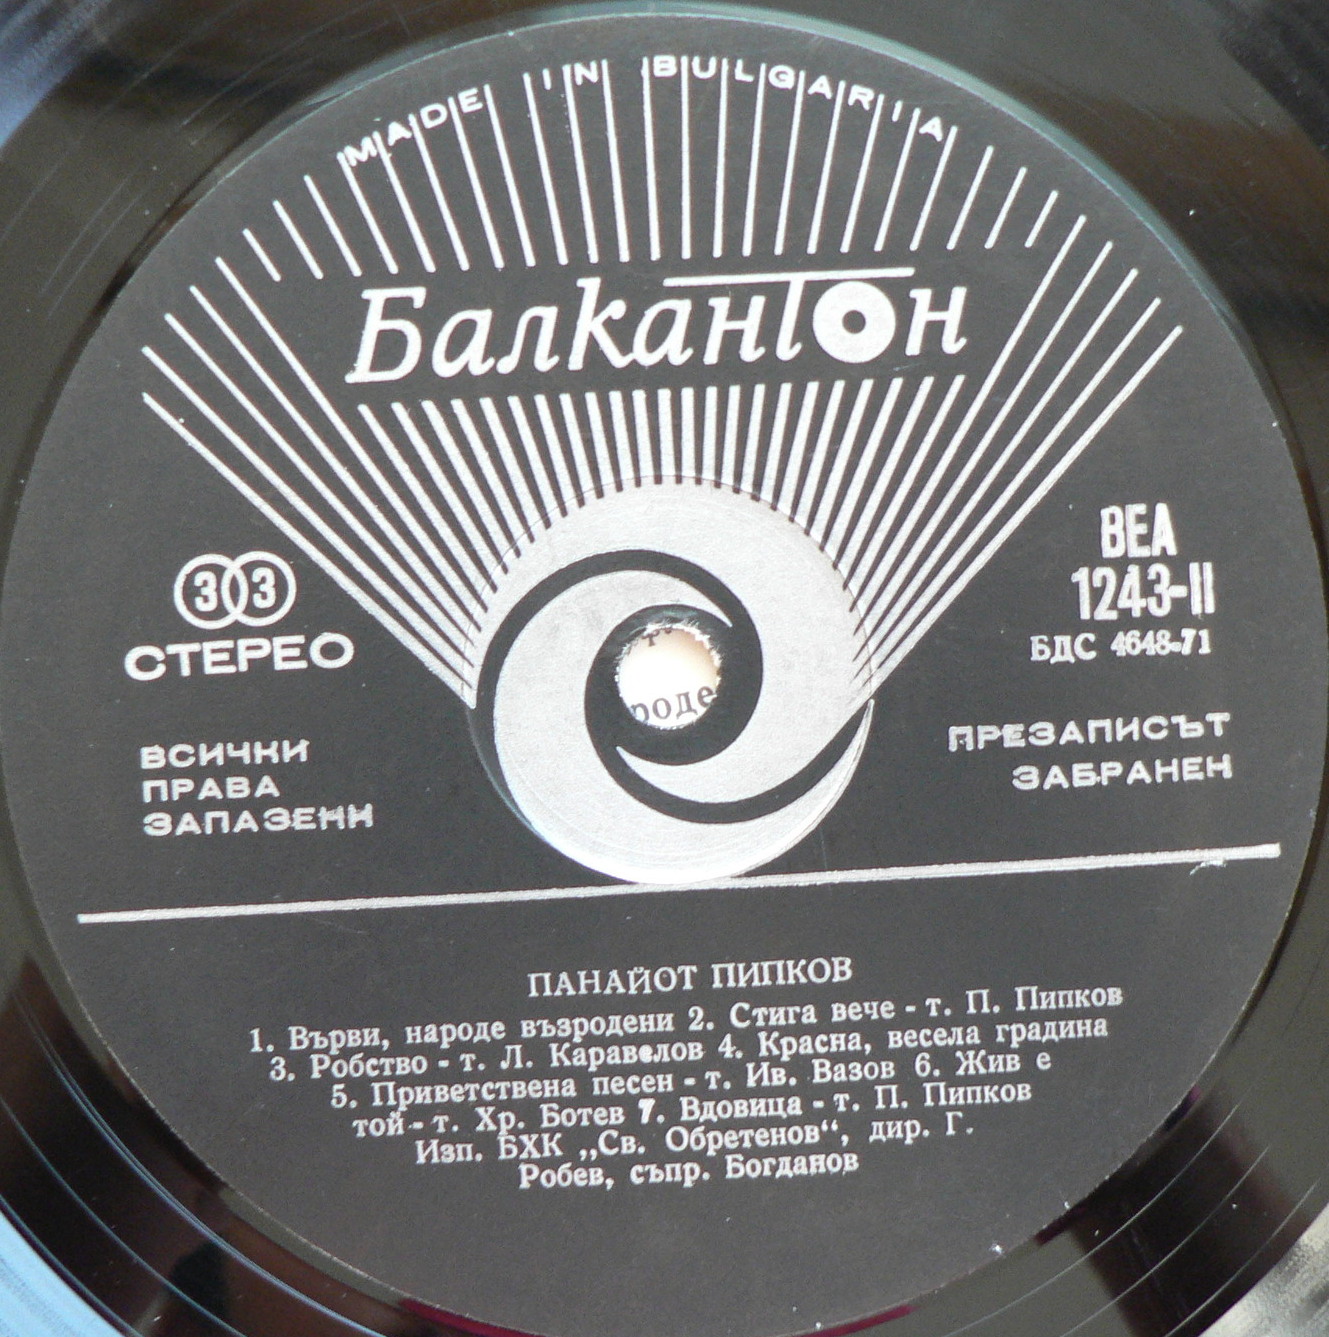 MADE IN BULGARIA
Балкантон
33
СТЕРЕО
ВЕА
1243-II
БДС 4648-71
ВСИЧКИ
ПРАВА
ЗАПАЗЕНИ
ПРЕЗАПИСЪТ
ЗАБРАНЕН
роде
ПАНАЙОТ ПИПКОВ
1. Върви, народе възродени 2. Стига вече - т. П. Пипков
3. Робство - т. Л. Каравелов 4. Красна, весела градина
5. Приветствена песен - т. Ив. Вазов 6. Жив е
той - т. Хр. Ботев 7. Вдовица - т. П. Пипков
Изп. БХК „Св. Обретенов“, дир. Г.
Робев, съпр. Богданов